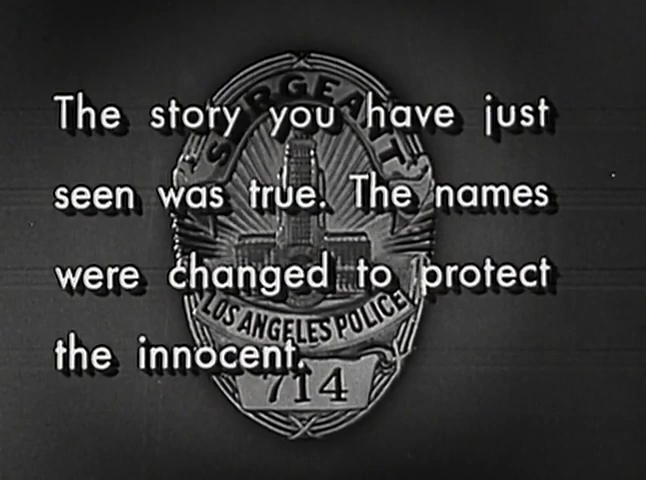 The story you have just
seen was true. The names
were changed to protect
the innocent.
SERGEANT
LOS ANGELES POLICE
714